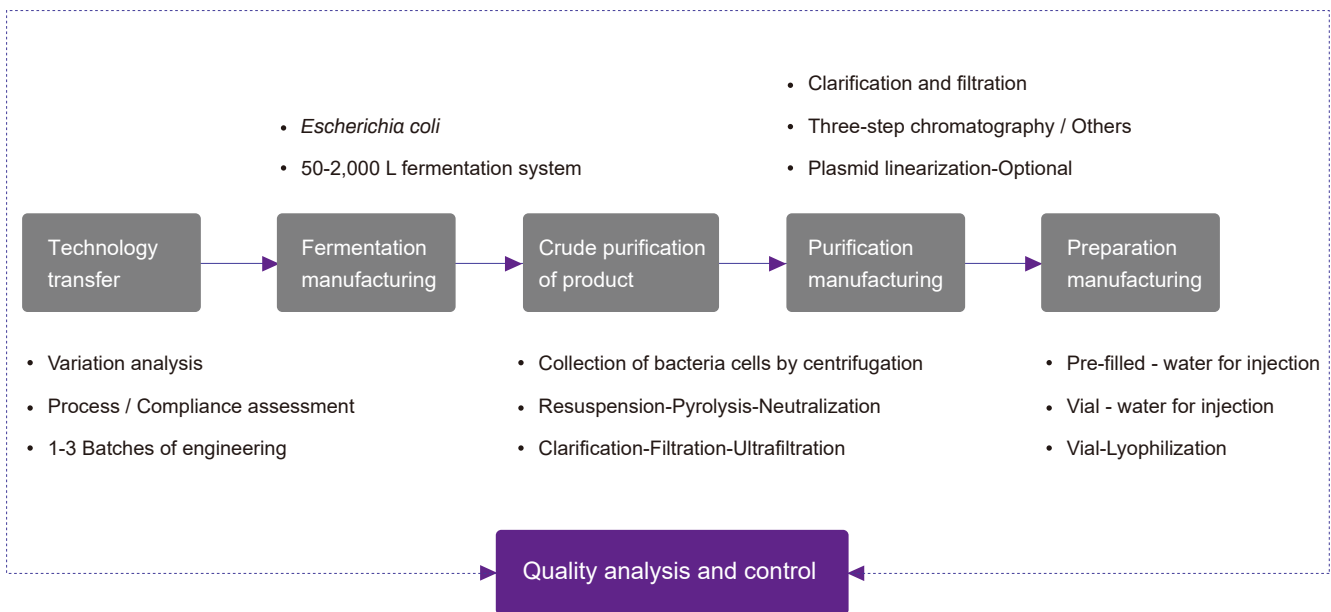 • Clarification and filtration
• Three-step chromatography / Others
• Plasmid linearization-Optional
• Escherichia coli
• 50-2,000 L fermentation system
Technology
transfer
Fermentation
manufacturing
Crude purification
of product
Purification
manufacturing
Preparation
manufacturing
• Variation analysis
• Process / Compliance assessment
• 1-3 Batches of engineering
• Collection of bacteria cells by centrifugation
• Resuspension-Pyrolysis-Neutralization
• Clarification-Filtration-Ultrafiltration
• Pre-filled - water for injection
• Vial - water for injection
• Vial-Lyophilization
Quality analysis and control